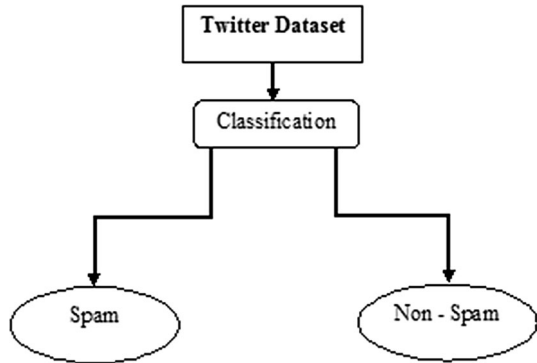 Twitter Dataset
Classification
Spam
Non - Spam